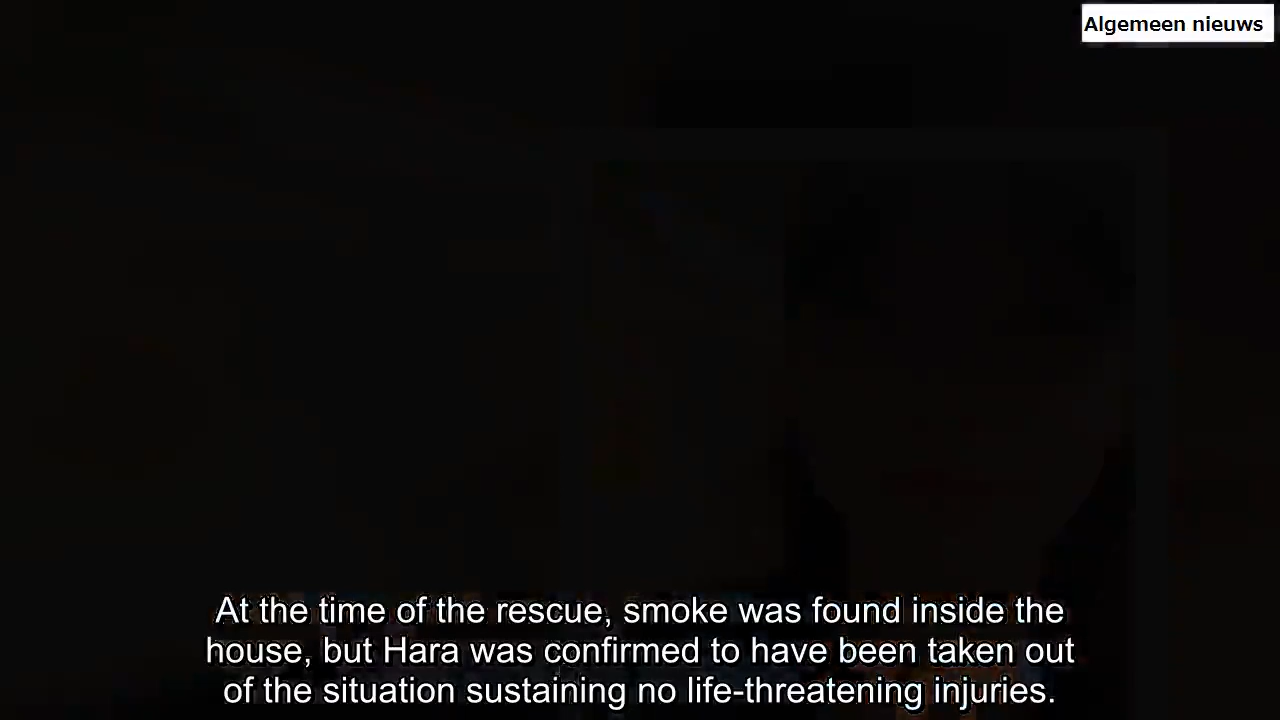 Algemeen nieuws
At the time of the rescue, smoke was found inside the
house, but Hara was confirmed to have been taken out
of the situation sustaining no life-threatening injuries.